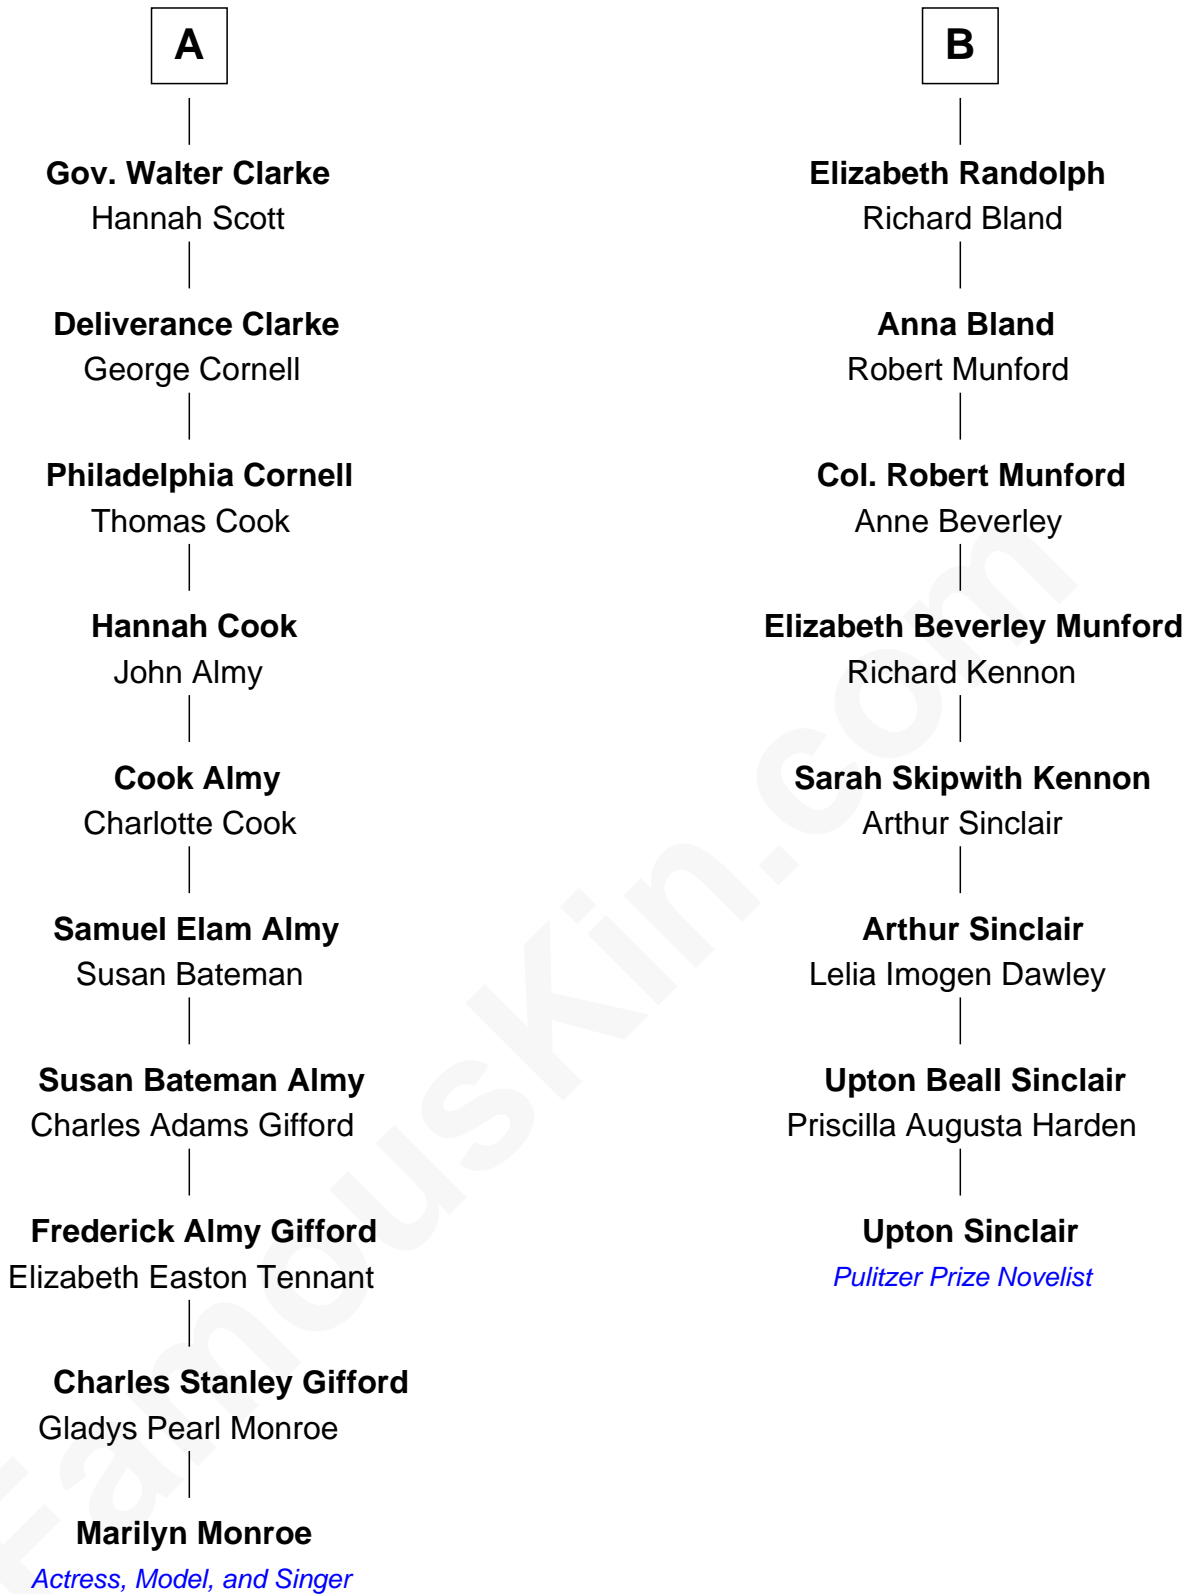 A
Gov. Walter Clarke
Hannah Scott
Deliverance Clarke
George Cornell
Philadelphia Cornell
Thomas Cook
Hannah Cook
John Almy
Cook Almy
Charlotte Cook
Samuel Elam Almy
Susan Bateman
Susan Bateman Almy
Charles Adams Gifford
Frederick Almy Gifford
Elizabeth Easton Tennant
Charles Stanley Gifford
Gladys Pearl Monroe
Marilyn Monroe
Actress, Model, and Singer
B
Elizabeth Randolph
Richard Bland
Anna Bland
Robert Munford
Col. Robert Munford
Anne Beverley
Elizabeth Beverley Munford
Richard Kennon
Sarah Skipwith Kennon
Arthur Sinclair
Arthur Sinclair
Lelia Imogen Dawley
Upton Beall Sinclair
Priscilla Augusta Harden
Upton Sinclair
Pulitzer Prize Novelist
FamousKin.com